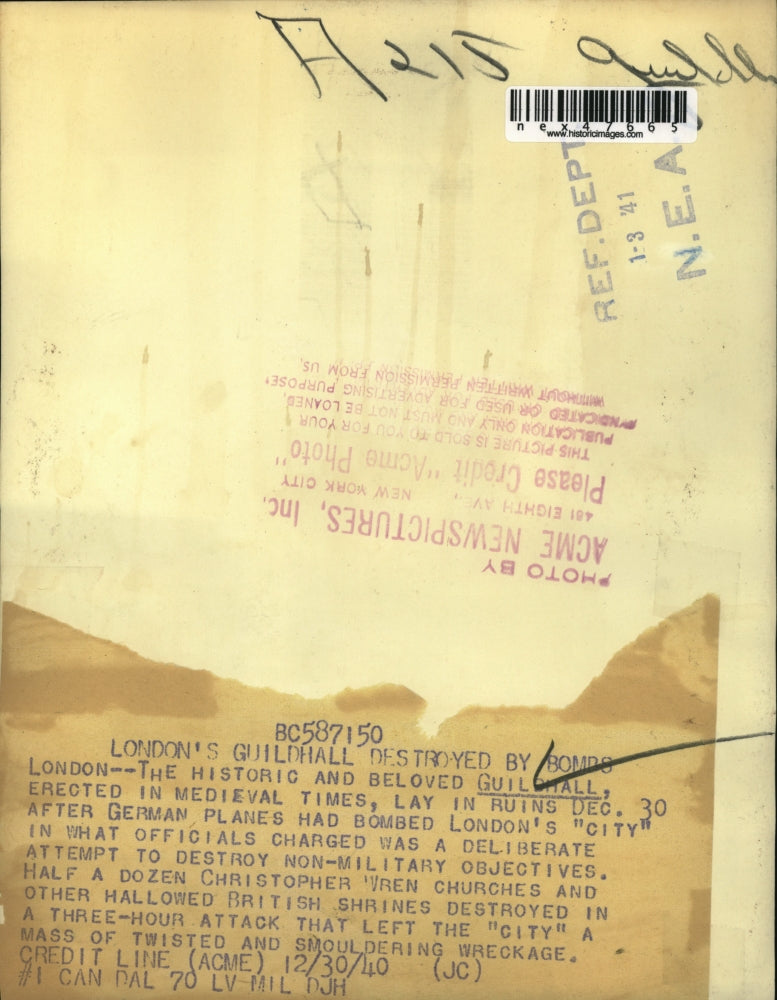 A 215
nex47665
www.historicimages.com
REF. DEPT
1-3 '41
N.E.A.
PHOTO BY
ACME NEWSPICTURES, Inc.
461 EIGHTH AVE., NEW YORK CITY
Please Credit "Acme Photo"
THIS PICTURE IS SOLD TO YOU FOR YOUR
PUBLICATION ONLY AND MUST NOT BE LOANED,
SYNDICATED OR USED FOR ADVERTISING PURPOSE,
WITHOUT WRITTEN PERMISSION FROM US.
BC587150
LONDON'S GUILDHALL DESTROYED BY BOMBS
LONDON--THE HISTORIC AND BELOVED GUILDHALL,
ERECTED IN MEDIEVAL TIMES, LAY IN RUINS DEC. 30
AFTER GERMAN PLANES HAD BOMBED LONDON'S "CITY"
IN WHAT OFFICIALS CHARGED WAS A DELIBERATE
ATTEMPT TO DESTROY NON-MILITARY OBJECTIVES.
HALF A DOZEN CHRISTOPHER WREN CHURCHES AND
OTHER HALLOWED BRITISH SHRINES DESTROYED IN
A THREE-HOUR ATTACK THAT LEFT THE "CITY" A
MASS OF TWISTED AND SMOULDERING WRECKAGE.
CREDIT LINE (ACME) 12/30/40 (JC)
#1 CAN DAL 70 LV MIL DJH